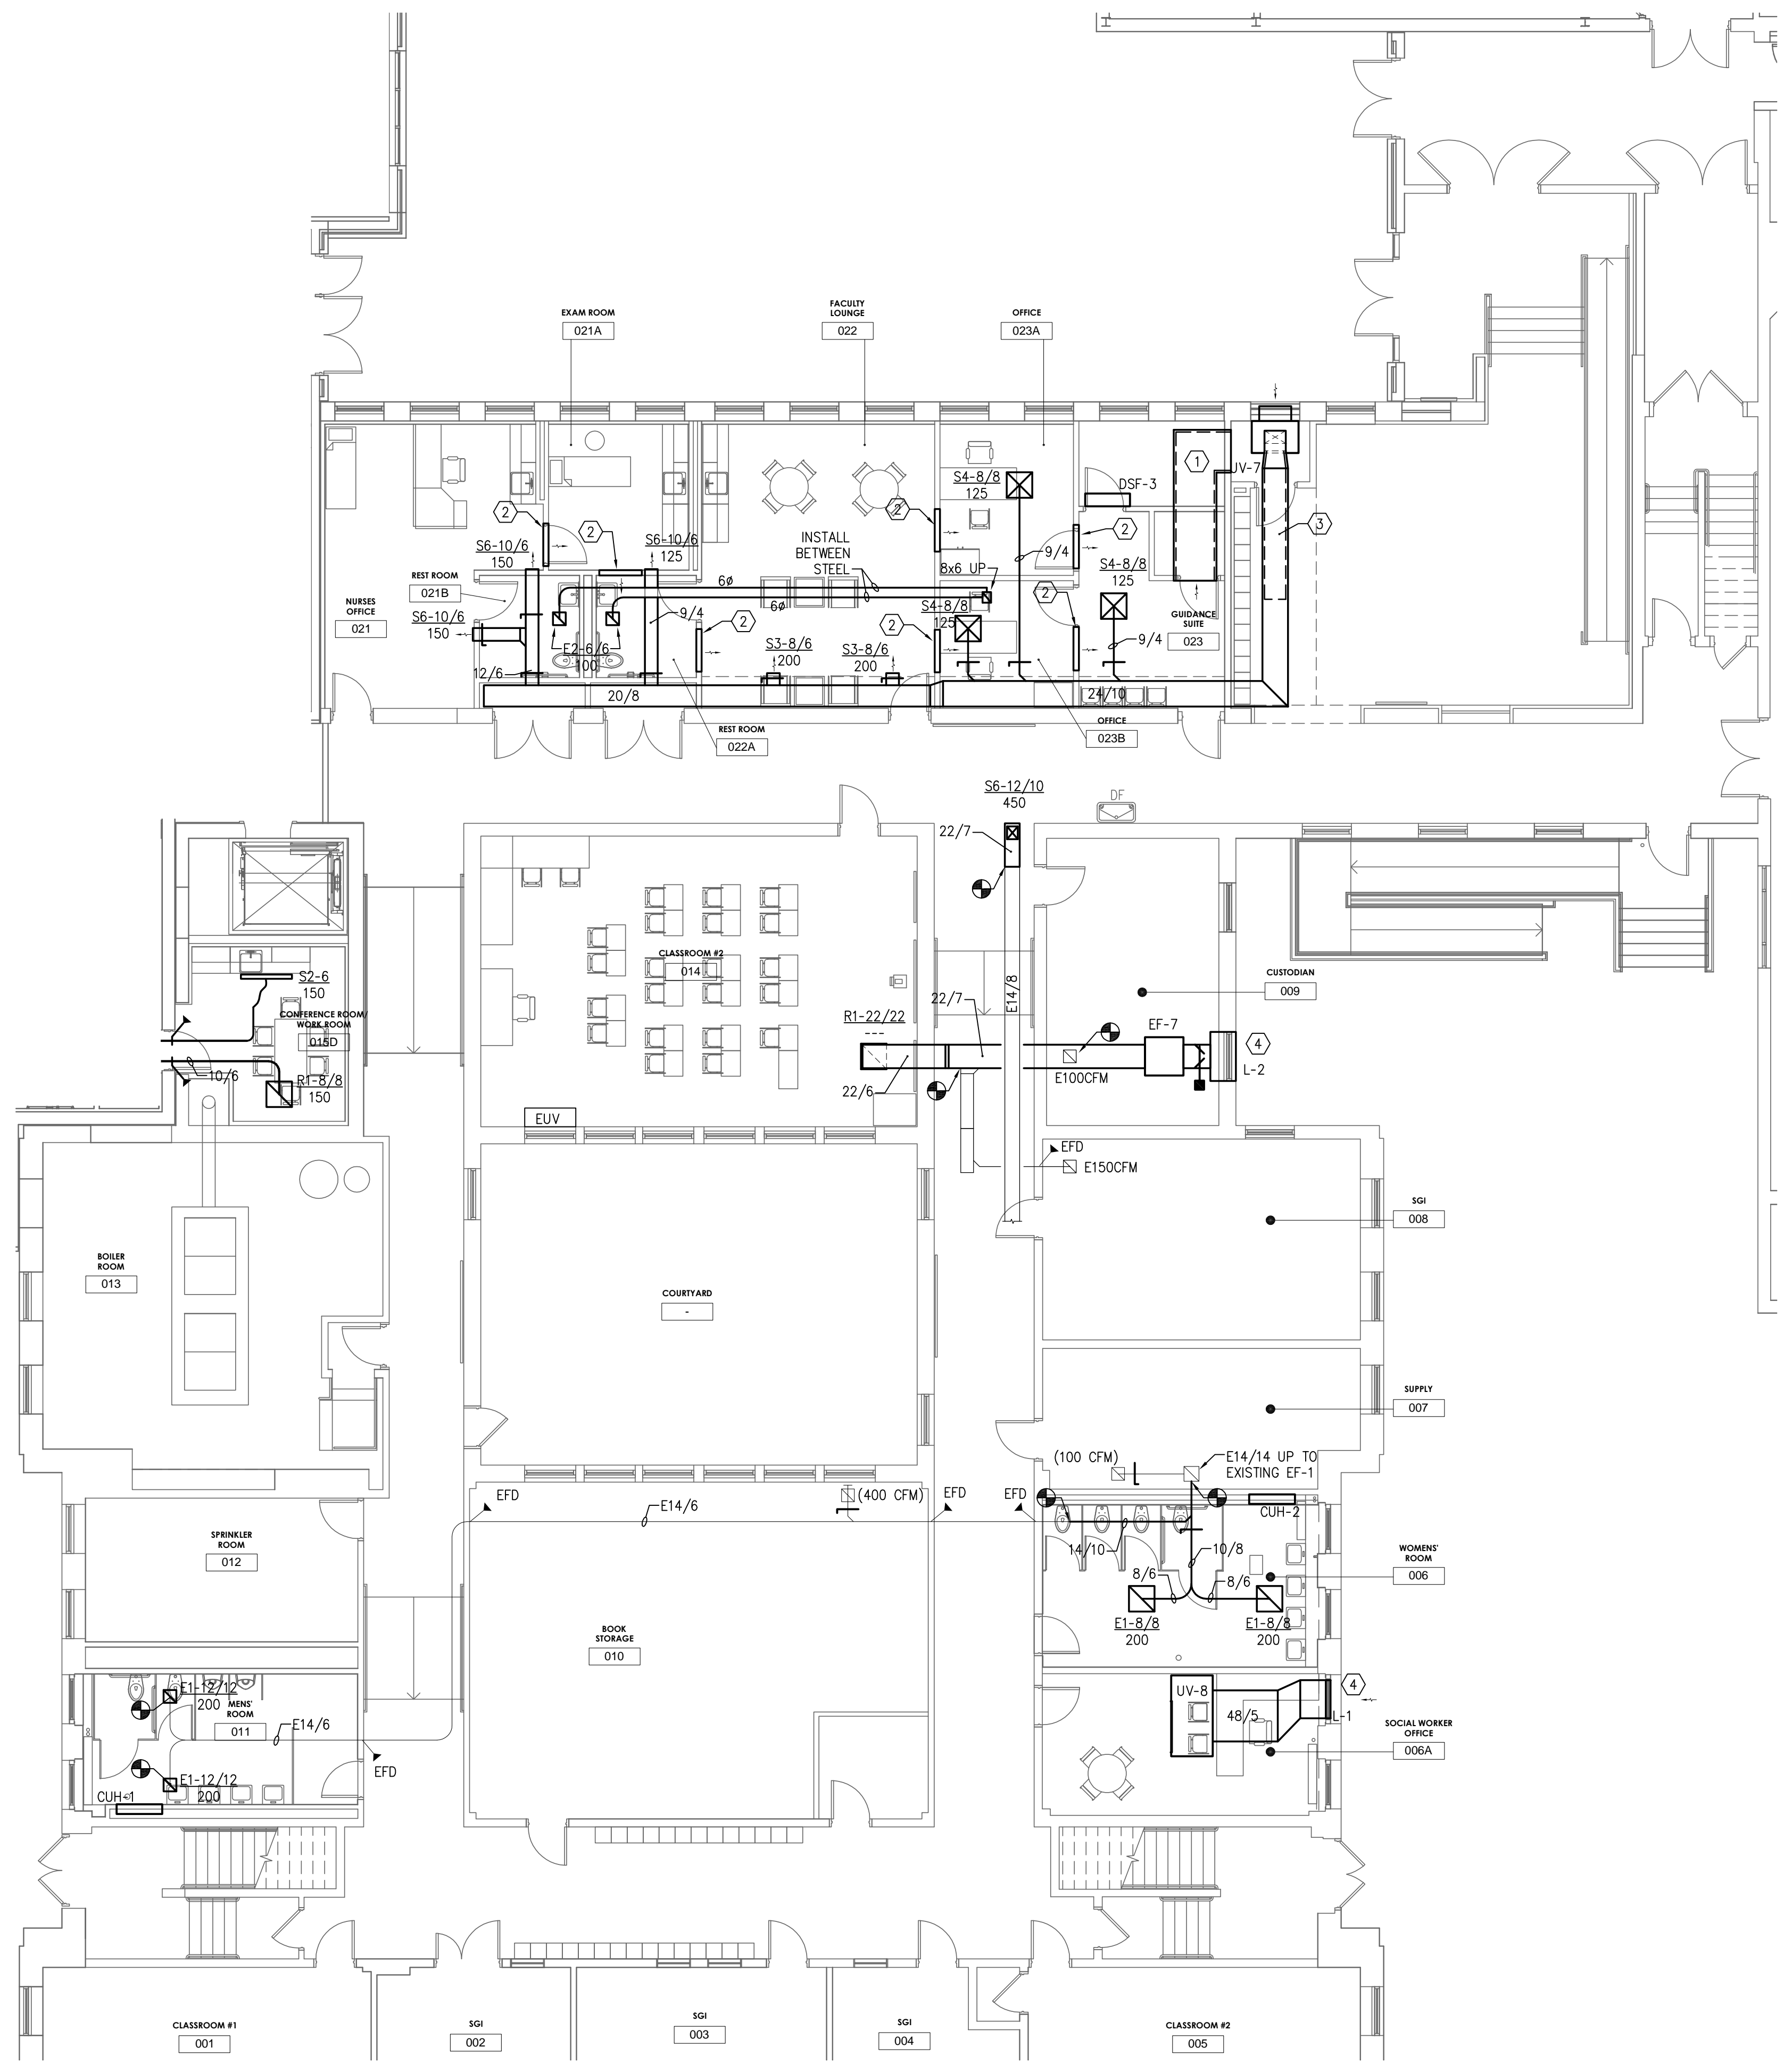 EXAM ROOM
021A
FACULTY
LOUNGE
022
OFFICE
023A
1
UV-7
S4-8/8
125
DSF-3
2
2
2
2
3
S6-10/6
150
S6-10/6
125
INSTALL
BETWEEN
STEEL
9/4
8x6 UP
S4-8/8
125
REST ROOM
021B
6ø
6ø
NURSES
OFFICE
021
S6-10/6
150
9/4
2
S4-8/8
125
2
2
GUIDANCE
SUITE
023
E2-6/6
100
S3-8/6
200
S3-8/6
200
9/4
12/6
20/8
24/10
REST ROOM
022A
OFFICE
023B
S6-12/10
450
DF
22/7
CLASSROOM #2
014
S2-6
150
CONFERENCE ROOM/
WORK ROOM
015D
10/6
R1-8/8
150
E14/8
CUSTODIAN
009
22/7
R1-22/22
EF-7
4
L-2
E100CFM
22/6
EUV
EFD
E150CFM
SGI
008
BOILER
ROOM
013
COURTYARD
-
SUPPLY
007
(100 CFM)
E14/14 UP TO
EXISTING EF-1
EFD
E14/6
(400 CFM)
EFD
EFD
CUH-2
SPRINKLER
ROOM
012
14/10
10/8
WOMENS'
ROOM
006
8/6
8/6
E1-8/8
200
E1-8/8
200
BOOK
STORAGE
010
E1-12/12
200
MENS'
ROOM
011
E14/6
EFD
E1-12/12
200
CUH-1
UV-8
48/5
4
L-1
SOCIAL WORKER
OFFICE
006A
CLASSROOM #1
001
SGI
002
SGI
003
SGI
004
CLASSROOM #2
005